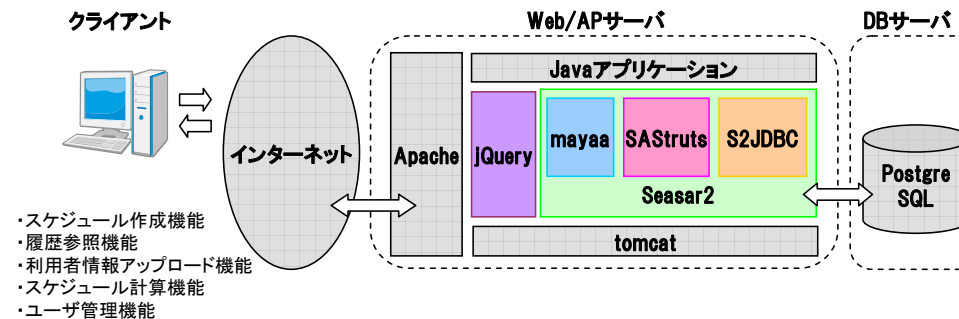 クライアント
Web/APサーバ
DBサーバ
Javaアプリケーション
インターネット
Apache
jQuery
mayaa
SAStruts
S2JDBC
Seasar2
tomcat
Postgre
SQL
・スケジュール作成機能
・履歴参照機能
・利用者情報アップロード機能
・スケジュール計算機能
・ユーザ管理機能